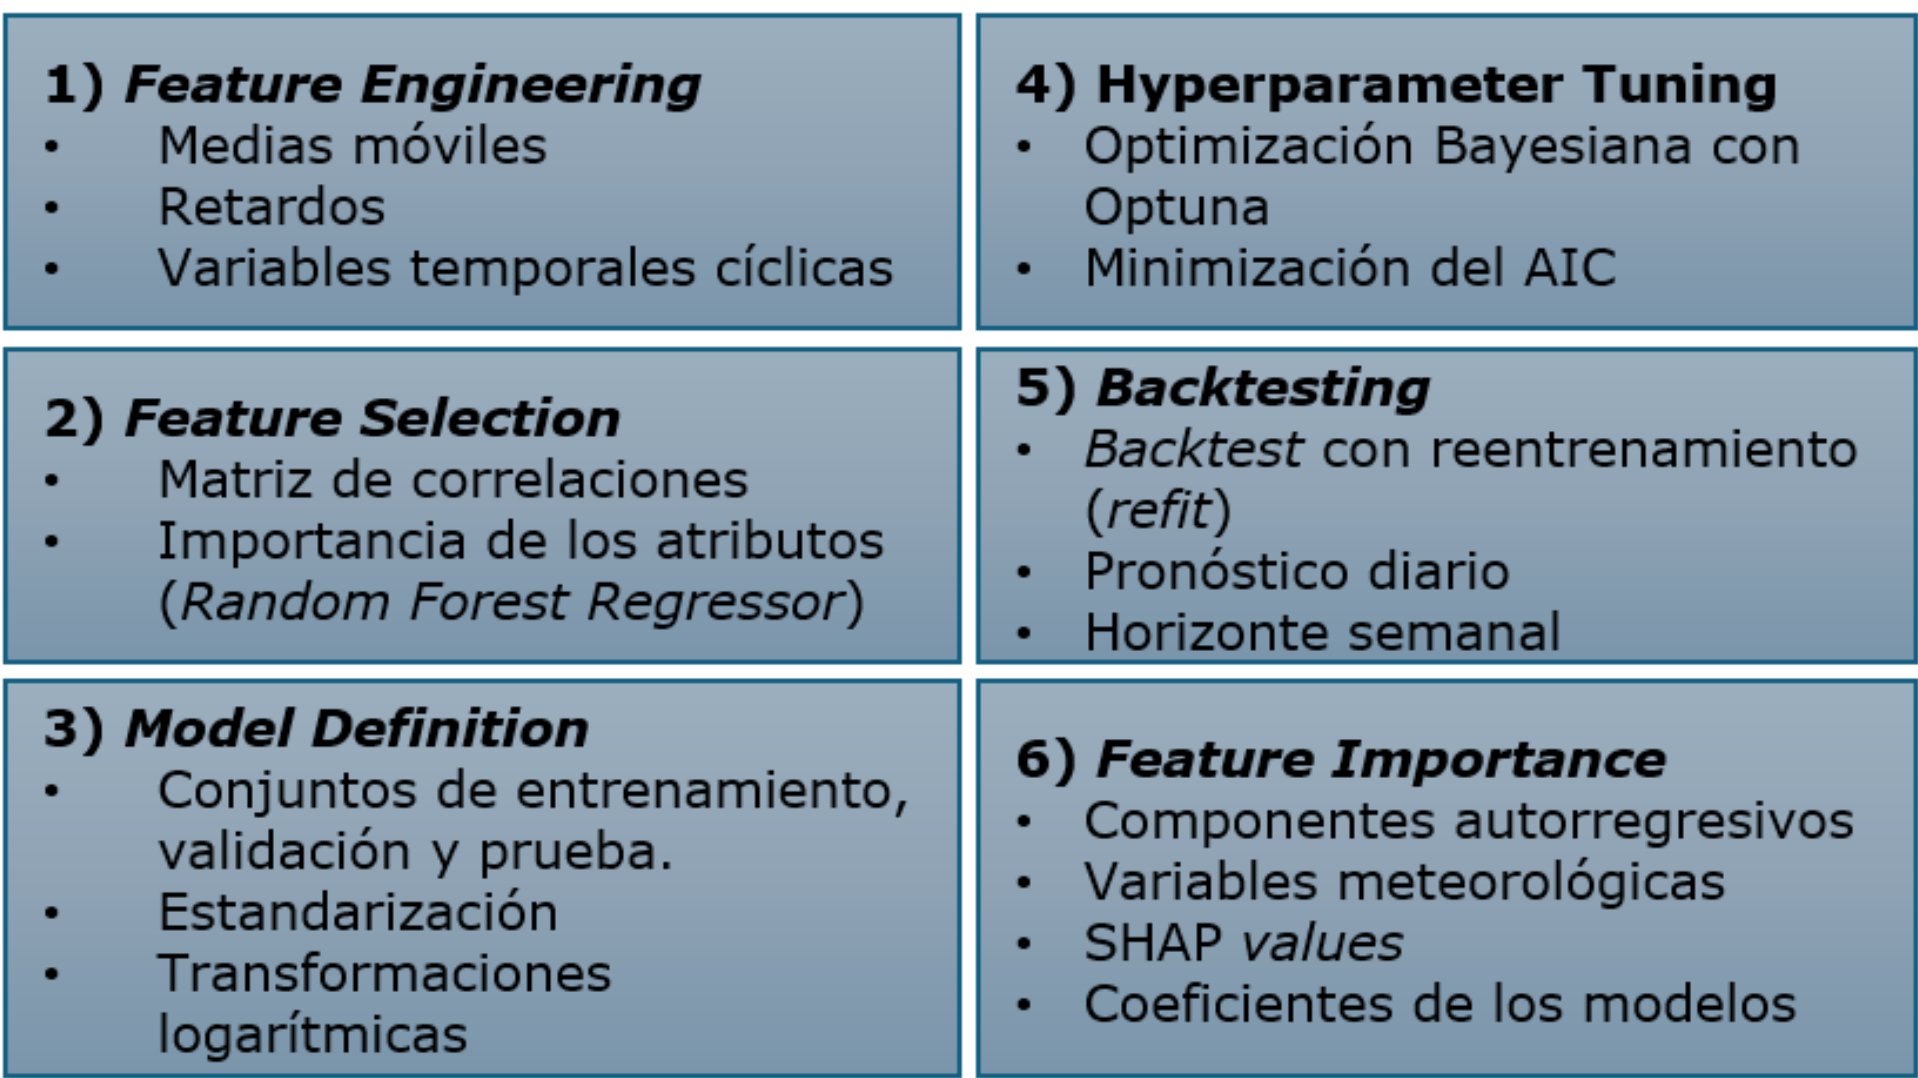 1) Feature Engineering
• Medias móviles
• Retardos
• Variables temporales cíclicas
2) Feature Selection
• Matriz de correlaciones
• Importancia de los atributos
(Random Forest Regressor)
3) Model Definition
• Conjuntos de entrenamiento,
validación y prueba.
• Estandarización
• Transformaciones
logarítmicas
4) Hyperparameter Tuning
• Optimización Bayesiana con
Optuna
• Minimización del AIC
5) Backtesting
• Backtest con reentrenamiento
(refit)
• Pronóstico diario
• Horizonte semanal
6) Feature Importance
• Componentes autorregresivos
• Variables meteorológicas
• SHAP values
• Coeficientes de los modelos